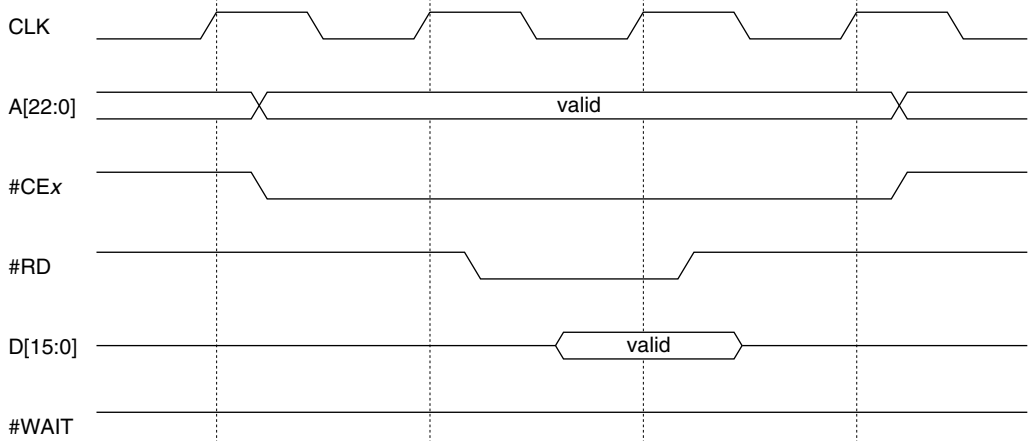 CLK
A[22:0] valid
#CEx
#RD
D[15:0] valid
#WAIT